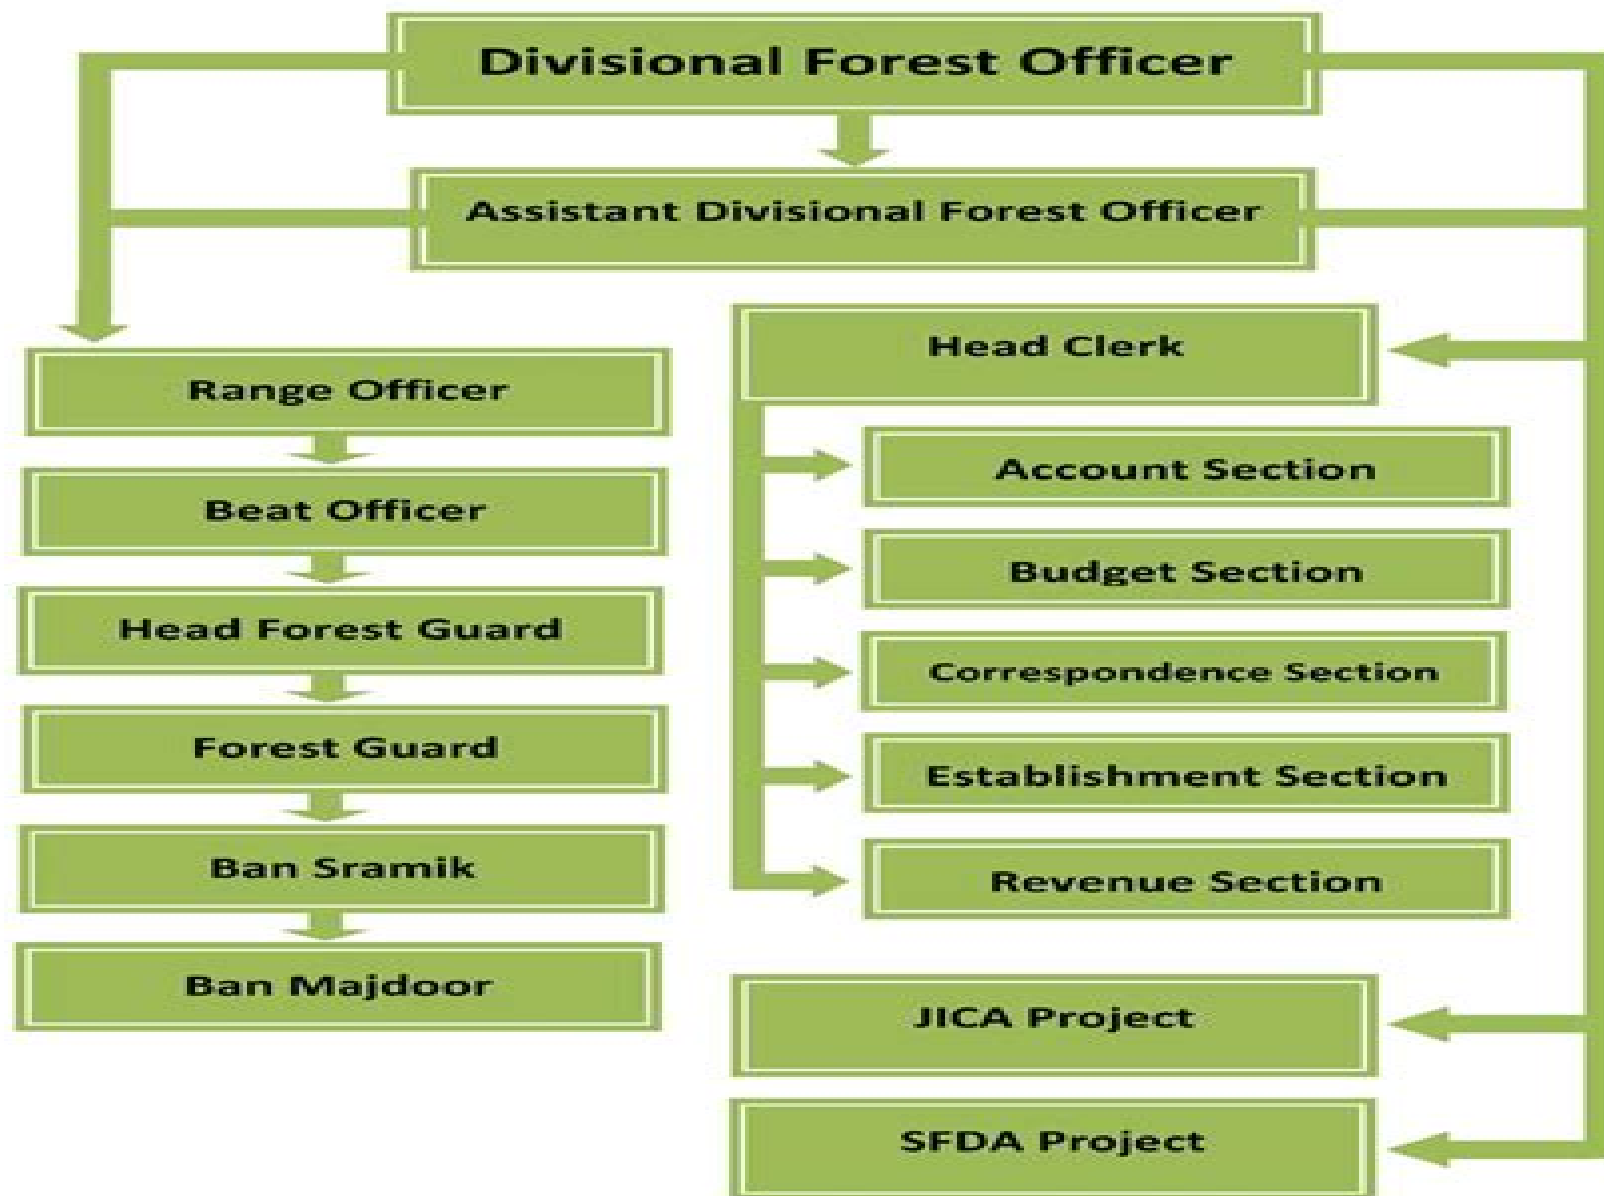 Divisional Forest Officer
Assistant Divisional Forest Officer
Range Officer
Beat Officer
Head Forest Guard
Forest Guard
Ban Sramik
Ban Majdoor
Head Clerk
Account Section
Budget Section
Correspondence Section
Establishment Section
Revenue Section
JICA Project
SFDA Project